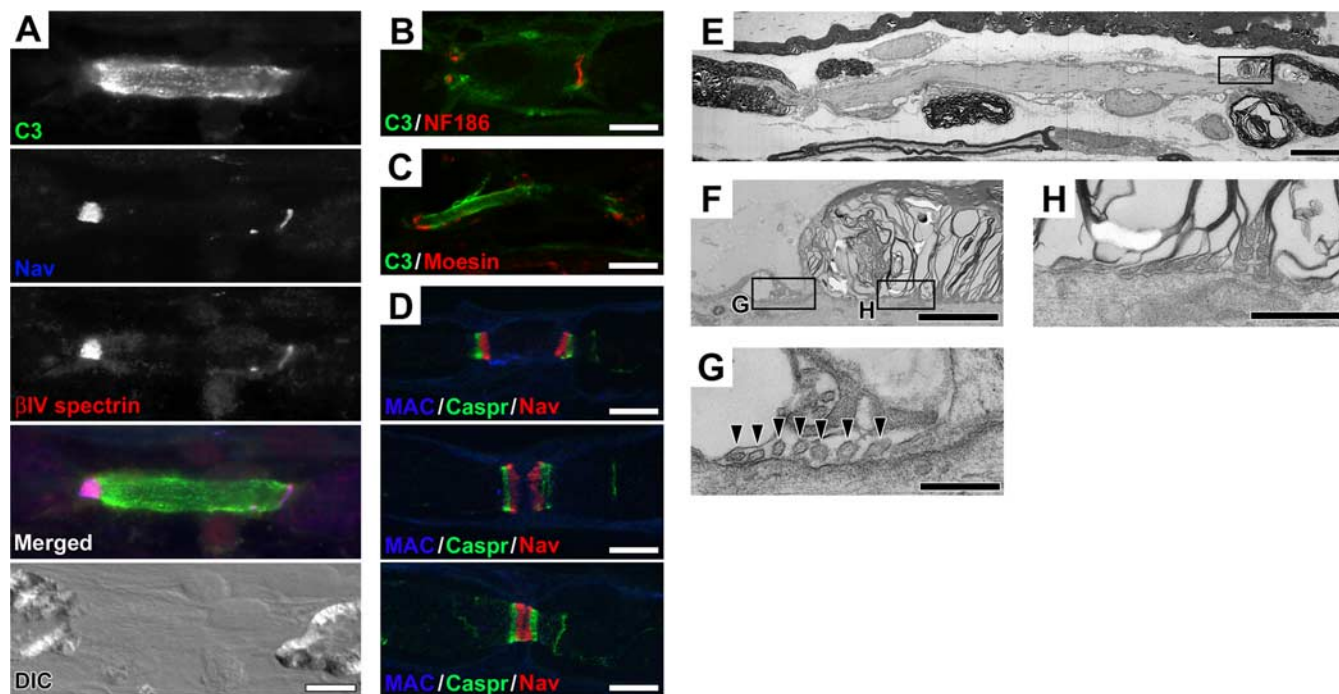 A
C3
Nav
βIV spectrin
Merged
DIC
B
C3/NF186
C
C3/Moesin
D
MAC/Caspr/Nav
MAC/Caspr/Nav
MAC/Caspr/Nav
E
F
G
H
H
G